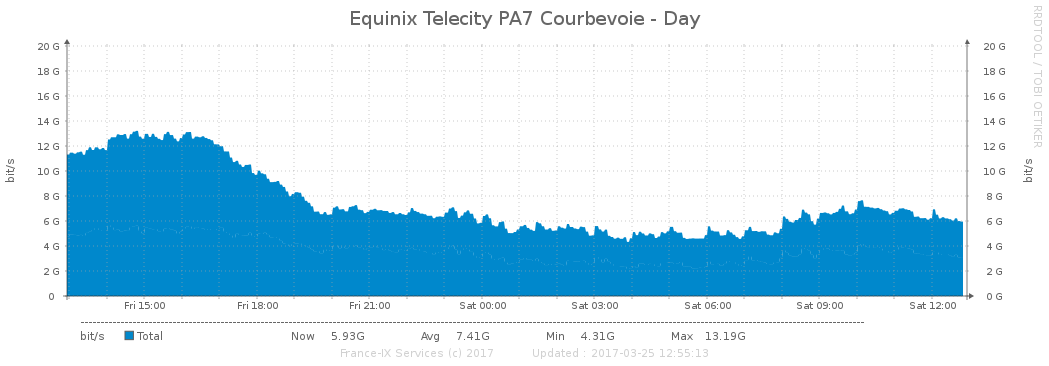 Equinix Telecity PA7 Courbevoie - Day
RRDTOOL / TOBI OETIKER
20 G 20 G
18 G 18 G
16 G 16 G
14 G 14 G
12 G 12 G
10 G 10 G
8 G 8 G
6 G 6 G
4 G 4 G
2 G 2 G
0 0 G
bit/s
bit/s
Fri 15:00 Fri 18:00 Fri 21:00 Sat 00:00 Sat 03:00 Sat 06:00 Sat 09:00 Sat 12:00
bit/s Total Now 5.93G Avg 7.41G Min 4.31G Max 13.19G
France-IX Services (c) 2017 Updated : 2017-03-25 12:55:13